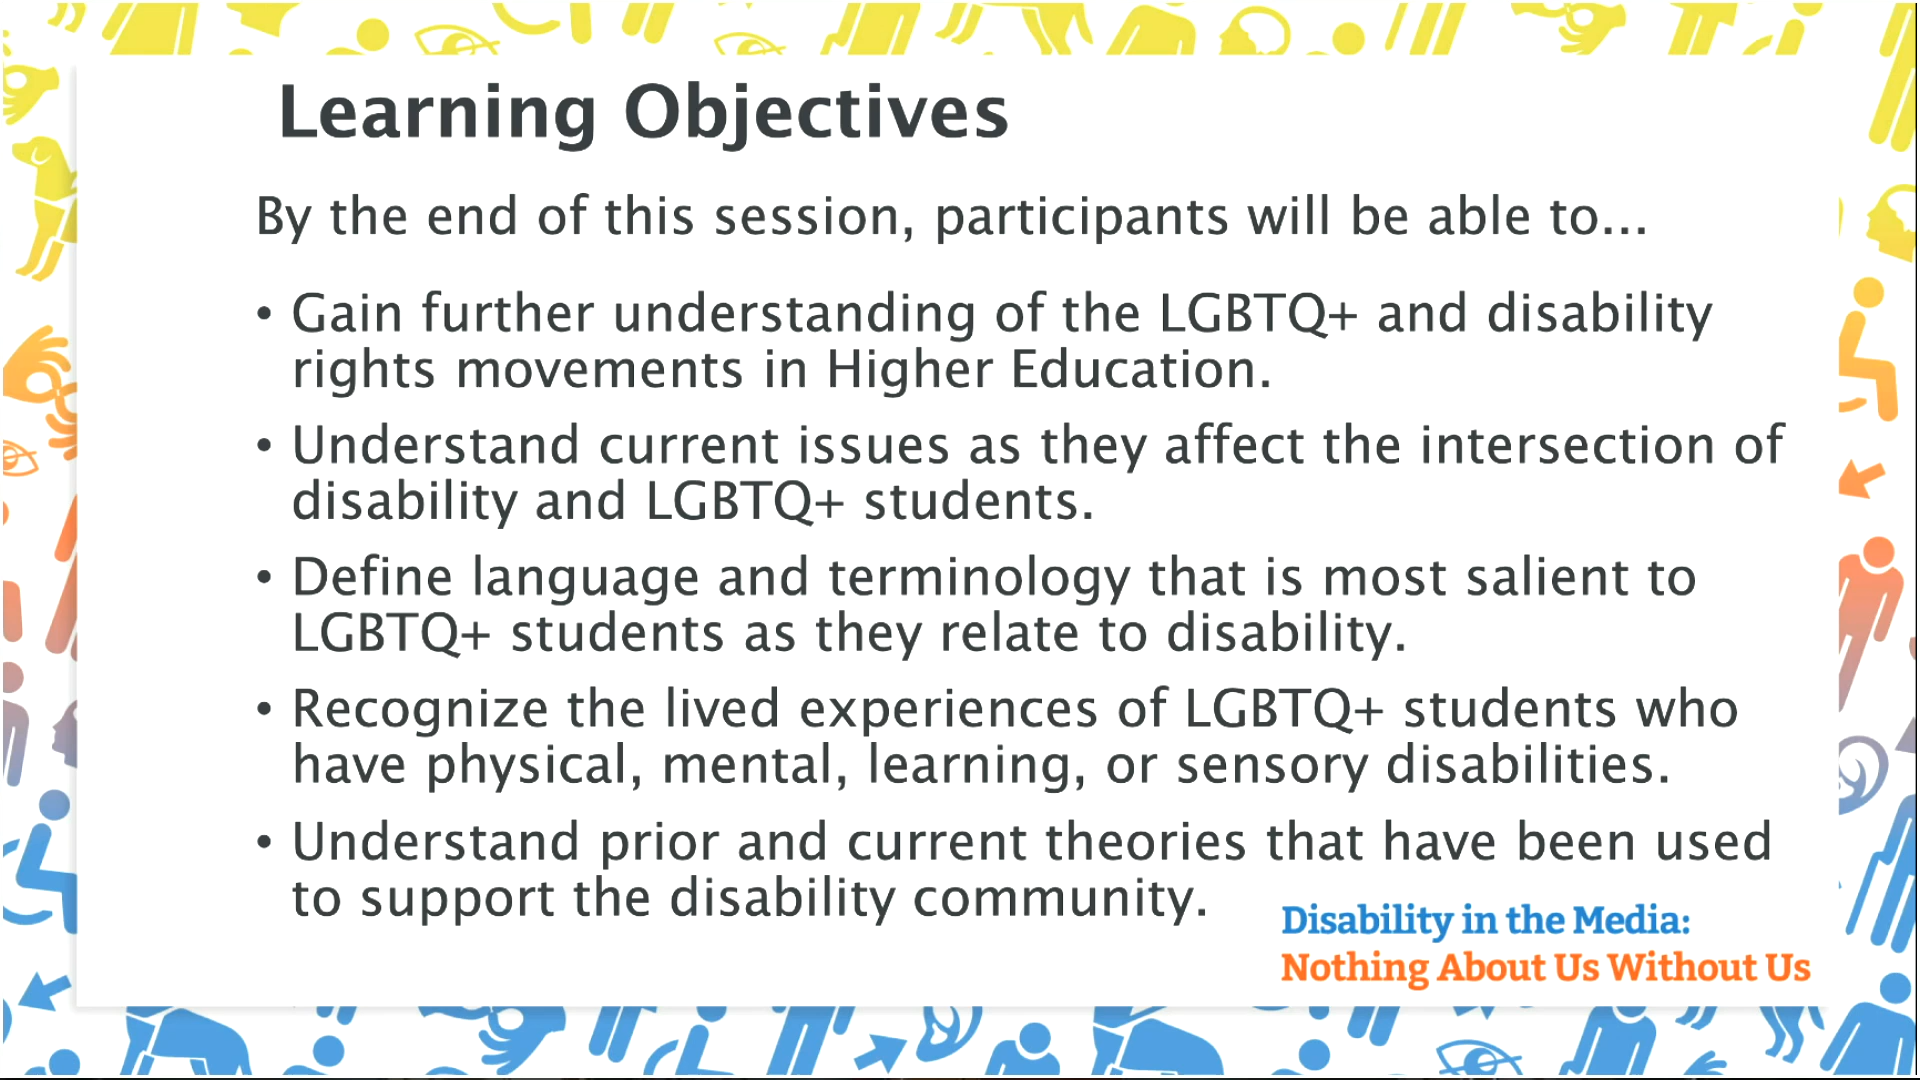 Learning Objectives
By the end of this session, participants will be able to...
• Gain further understanding of the LGBTQ+ and disability
rights movements in Higher Education.
• Understand current issues as they affect the intersection of
disability and LGBTQ+ students.
• Define language and terminology that is most salient to
LGBTQ+ students as they relate to disability.
• Recognize the lived experiences of LGBTQ+ students who
have physical, mental, learning, or sensory disabilities.
• Understand prior and current theories that have been used
to support the disability community.
Disability in the Media:
Nothing About Us Without Us